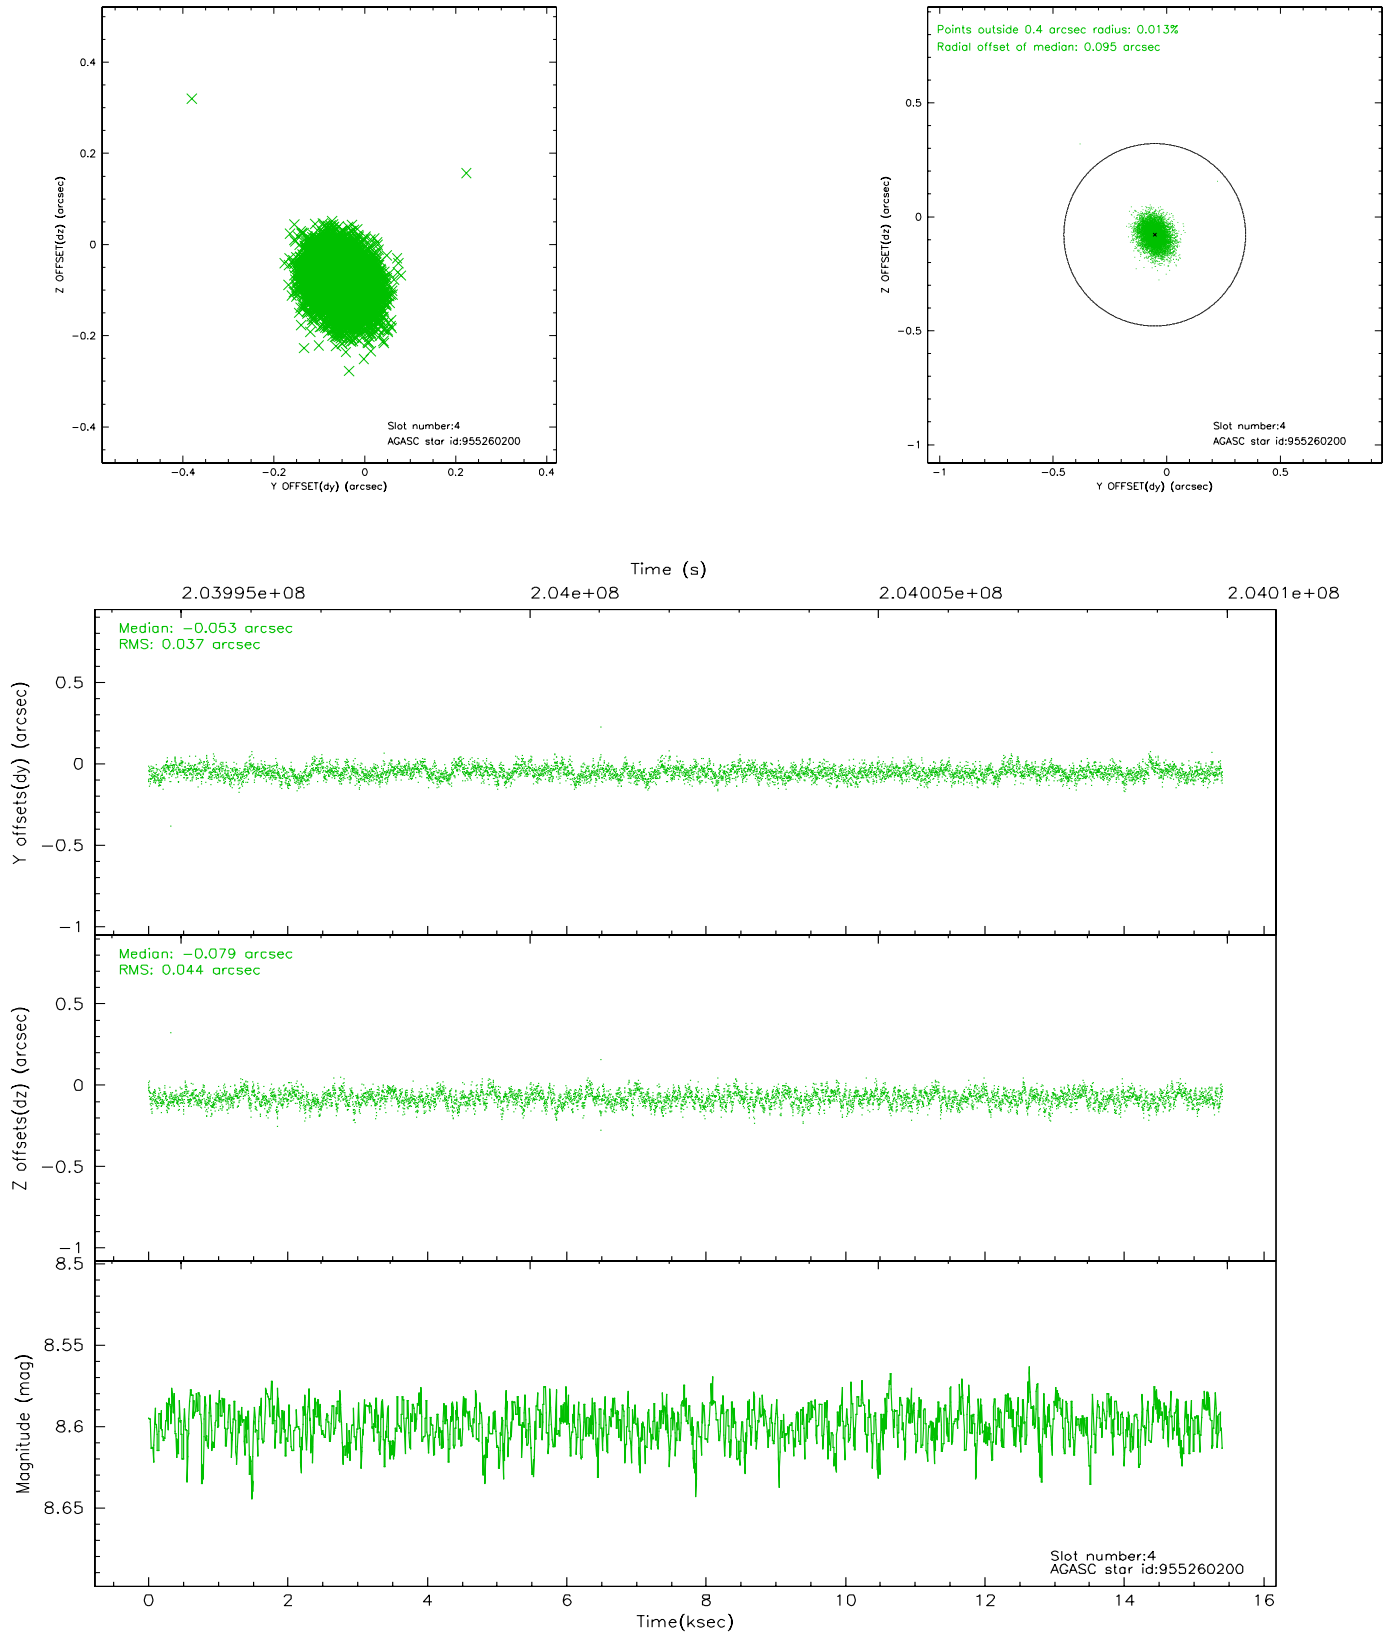 0.4
0.2
0
−0.2
−0.4
Z OFFSET(dz) (arcsec)
−0.4
−0.2
0
0.2
0.4
Y OFFSET(dy) (arcsec)
Slot number:4
AGASC star id:955260200
Points outside 0.4 arcsec radius: 0.013%
Radial offset of median: 0.095 arcsec
0.5
0
−0.5
−1
Z OFFSET(dz) (arcsec)
−1
−0.5
0
0.5
Y OFFSET(dy) (arcsec)
Slot number:4
AGASC star id:955260200
Time (s)
2.03995e+08
2.04e+08
2.04005e+08
2.0401e+08
Median: −0.053 arcsec
RMS: 0.037 arcsec
0.5
0
−0.5
−1
Y offsets(dy) (arcsec)
Median: −0.079 arcsec
RMS: 0.044 arcsec
0.5
0
−0.5
−1
Z offsets(dz) (arcsec)
8.5
8.55
8.6
8.65
Magnitude (mag)
Slot number:4
AGASC star id:955260200
0
2
4
6
8
10
12
14
16
Time(ksec)